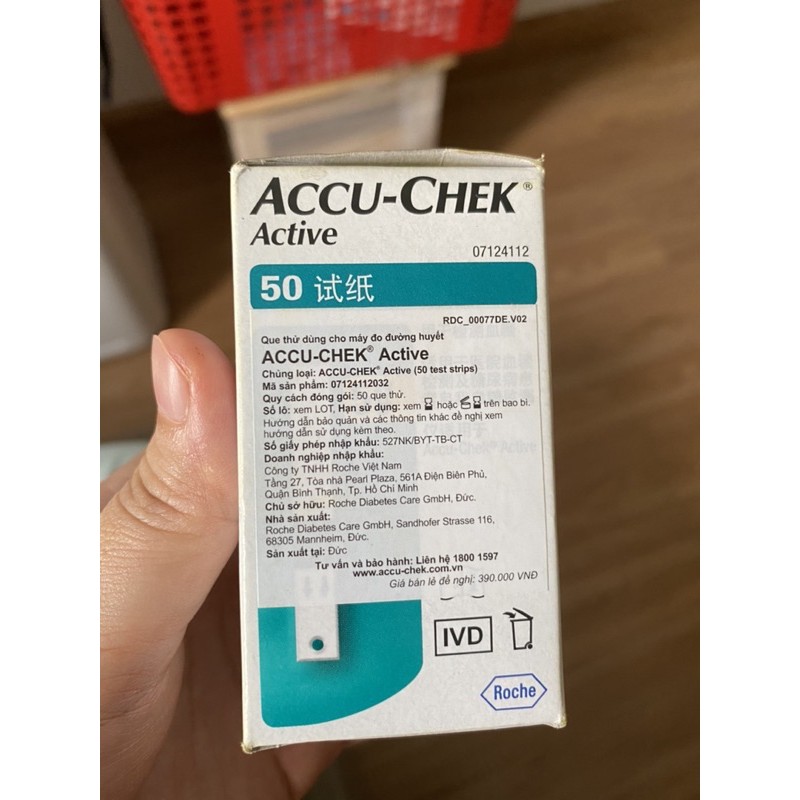 ACCU-CHEK®
Active
07124112
50 试纸
RDC_00077DE.V02
Que thử dùng cho máy đo đường huyết
ACCU-CHEK® Active
Chủng loại: ACCU-CHEK® Active (50 test strips)
Mã sản phẩm: 07124112032
Quy cách đóng gói: 50 que thử.
Số lô: xem LOT, Hạn sử dụng: xem hoặc trên bao bì.
Hướng dẫn bảo quản và các thông tin khác đề nghị xem
hướng dẫn sử dụng kèm theo.
Số giấy phép nhập khẩu: 527NK/BYT-TB-CT
Doanh nghiệp nhập khẩu:
Công ty TNHH Roche Việt Nam
Tầng 27, Tòa nhà Pearl Plaza, 561A Điện Biên Phủ,
Quận Bình Thạnh, Tp. Hồ Chí Minh
Chủ sở hữu: Roche Diabetes Care GmbH, Đức.
Nhà sản xuất:
Roche Diabetes Care GmbH, Sandhofer Strasse 116,
68305 Mannheim, Đức.
Sản xuất tại: Đức
Tư vấn và bảo hành: Liên hệ 1800 1597
www.accu-chek.com.vn
Giá bán lẻ đề nghị: 390.000 VNĐ
IVD
Roche